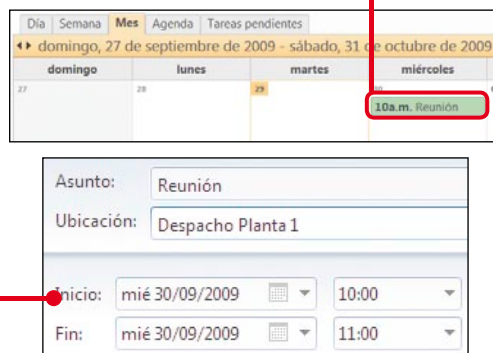 Día Semana Mes Agenda Tareas pendientes
domingo, 27 de septiembre de 2009 - sábado, 31 de octubre de 2009
domingo lunes martes miércoles
27 28 29 30
10a.m. Reunión
Asunto: Reunión
Ubicación: Despacho Planta 1
Inicio: mié 30/09/2009 10:00
Fin: mié 30/09/2009 11:00